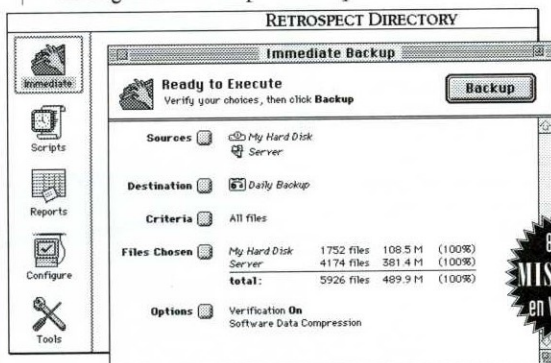 RETROSPECT DIRECTORY
Immediate
Scripts
Reports
Configure
Tools
Immediate Backup
Ready to Execute
Verify your choices, then click Backup
Backup
Sources My Hard Disk
Server
Destination Daily Backup
Criteria All files
Files Chosen My Hard Disk 1752 files 108.5 M (100%)
Server 4174 files 381.4 M (100%)
total: 5926 files 489.9 M (100%)
Options Verification On
Software Data Compression
MIS
en